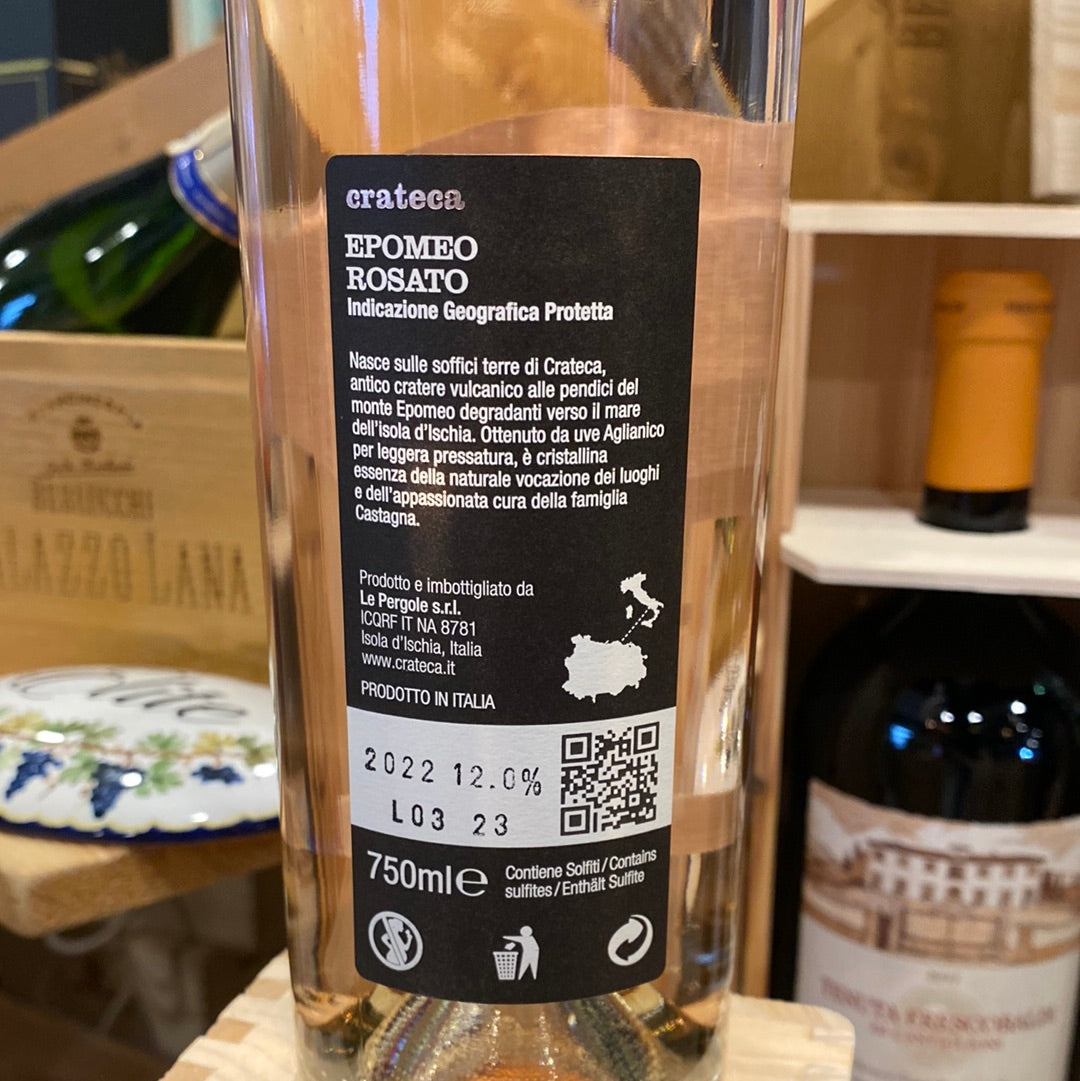 crateca
EPOMEO
ROSATO
Indicazione Geografica Protetta
Nasce sulle soffici terre di Crateca,
antico cratere vulcanico alle pendici del
monte Epomeo degradanti verso il mare
dell'isola d'Ischia. Ottenuto da uve Aglianico
per leggera pressatura, è cristallina
essenza della naturale vocazione dei luoghi
e dell'appassionata cura della famiglia
Castagna.
Prodotto e imbottigliato da
Le Pergole s.r.l.
ICQRF IT NA 8781
Isola d'Ischia, Italia
www.crateca.it
PRODOTTO IN ITALIA
2022 12.0%
L03 23
750ml e
Contiene Solfiti / Contains
sulfites / Enthält Sulfite
LANA
TENUTA FRESCOBALDI